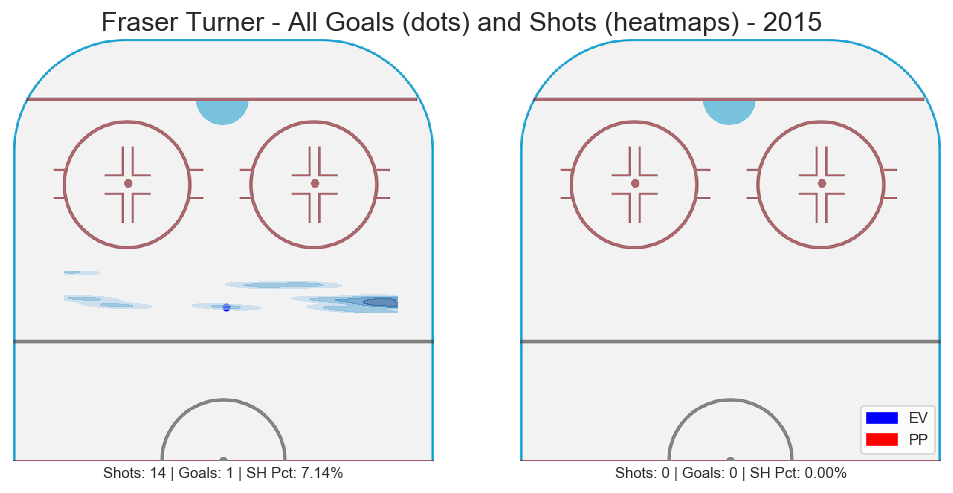 Fraser Turner - All Goals (dots) and Shots (heatmaps) - 2015
EV
PP
Shots: 14 | Goals: 1 | SH Pct: 7.14%
Shots: 0 | Goals: 0 | SH Pct: 0.00%